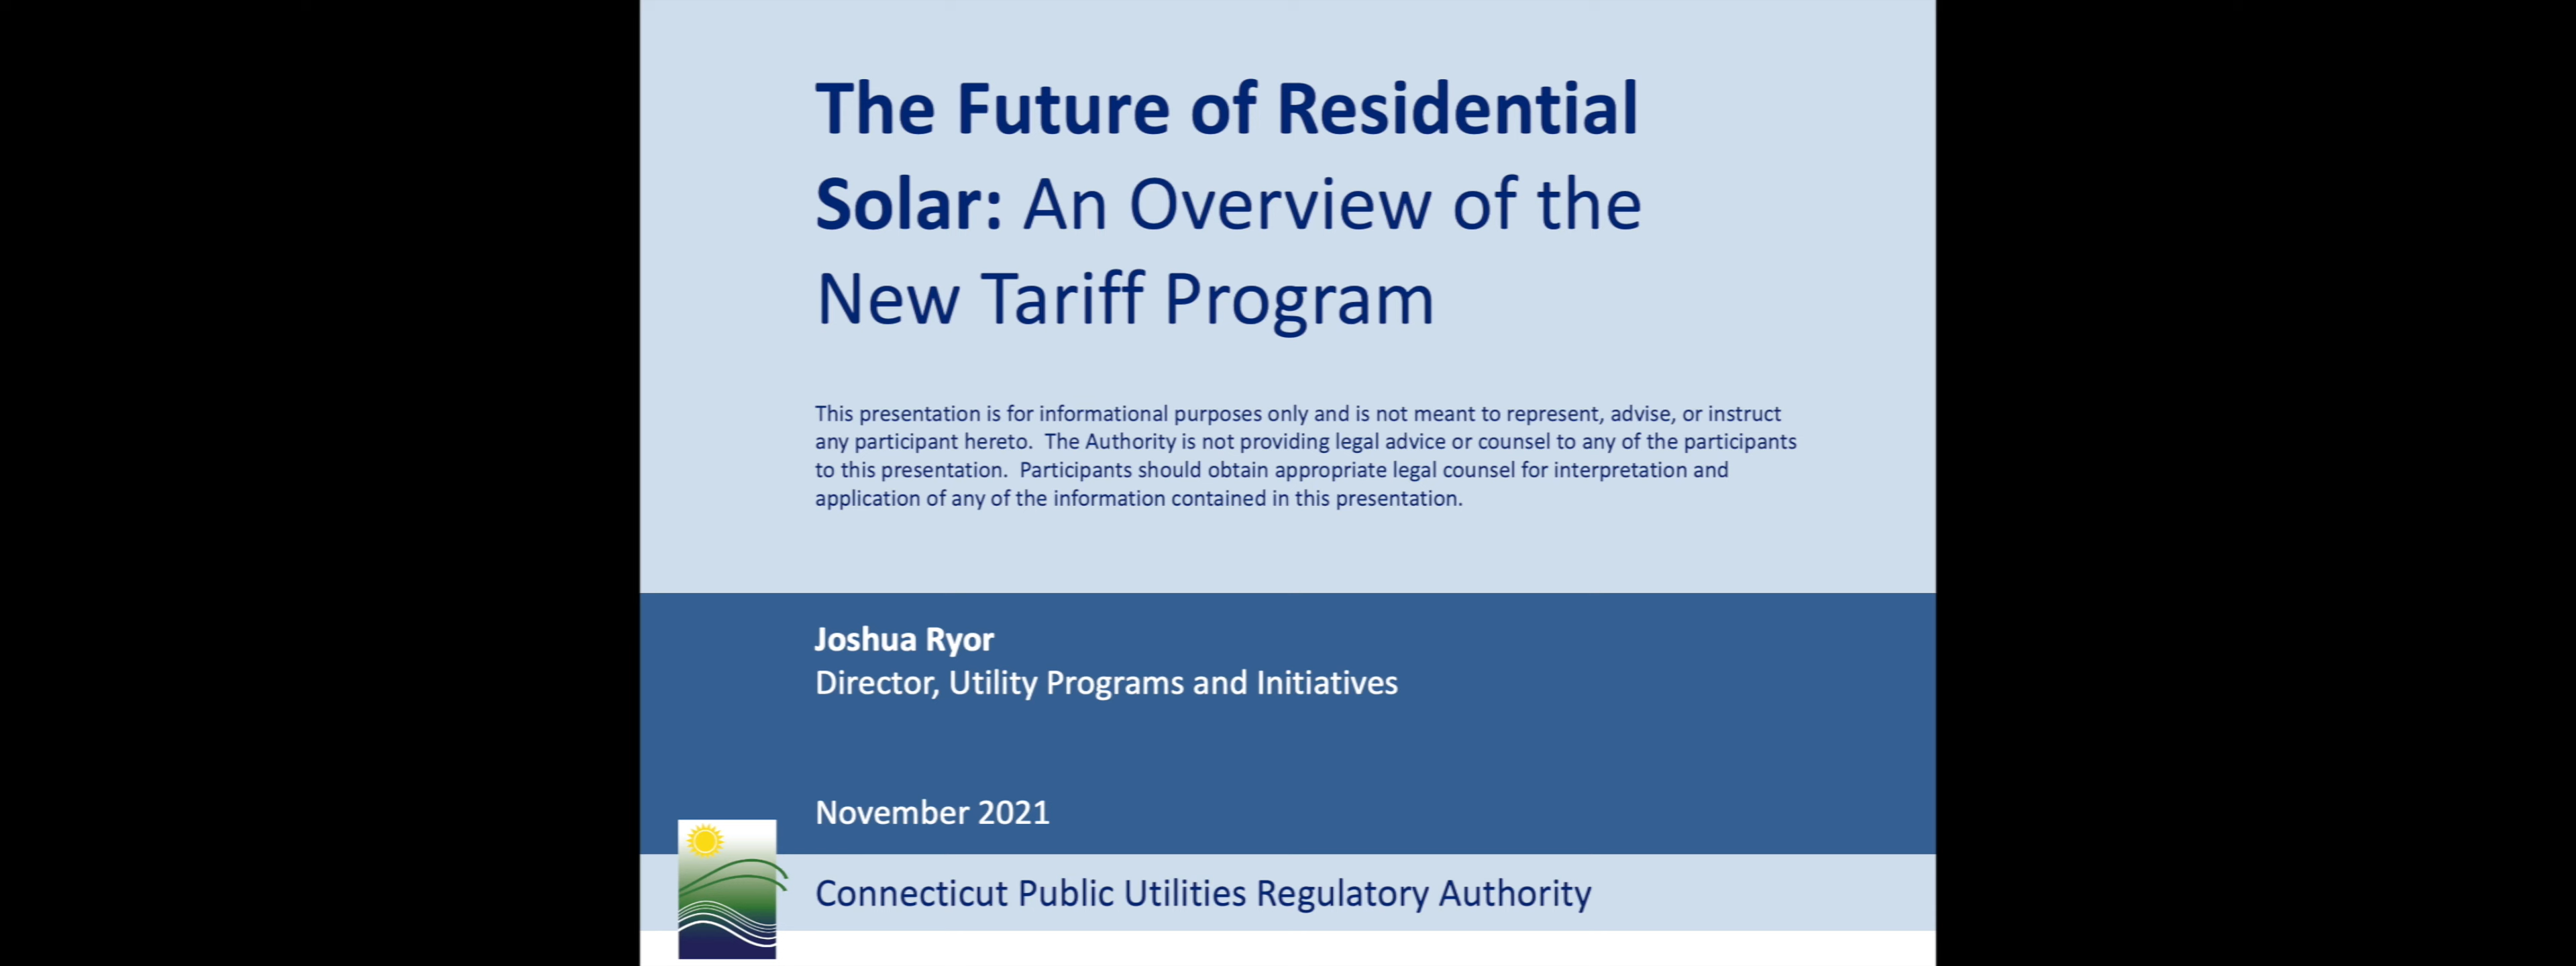 The Future of Residential
Solar: An Overview of the
New Tariff Program
This presentation is for informational purposes only and is not meant to represent, advise, or instruct
any participant hereto.  The Authority is not providing legal advice or counsel to any of the participants
to this presentation.  Participants should obtain appropriate legal counsel for interpretation and
application of any of the information contained in this presentation.
Joshua Ryor
Director, Utility Programs and Initiatives
November 2021
Connecticut Public Utilities Regulatory Authority